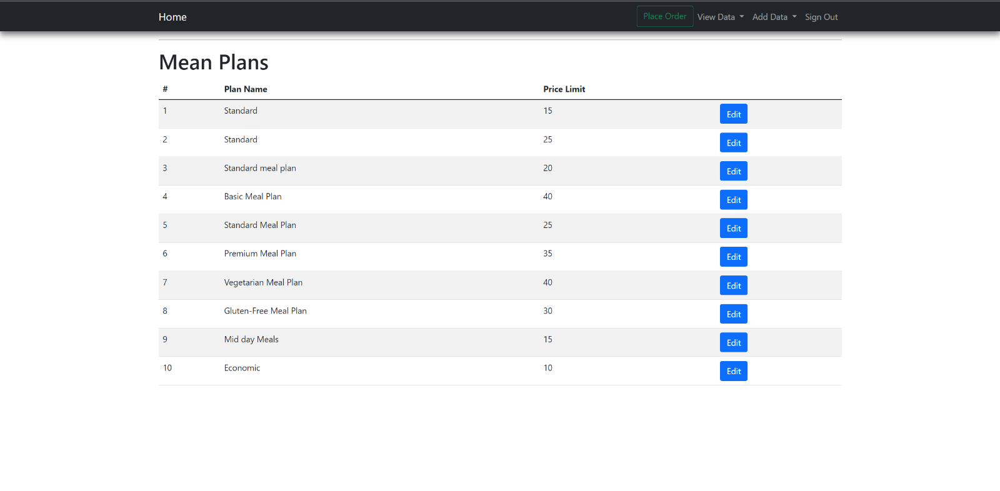 Home Place Order View Data Add Data Sign Out
Mean Plans
# Plan Name Price Limit
1 Standard 15 Edit
2 Standard 25 Edit
3 Standard meal plan 20 Edit
4 Basic Meal Plan 40 Edit
5 Standard Meal Plan 25 Edit
6 Premium Meal Plan 35 Edit
7 Vegetarian Meal Plan 40 Edit
8 Gluten-Free Meal Plan 30 Edit
9 Mid day Meals 15 Edit
10 Economic 10 Edit